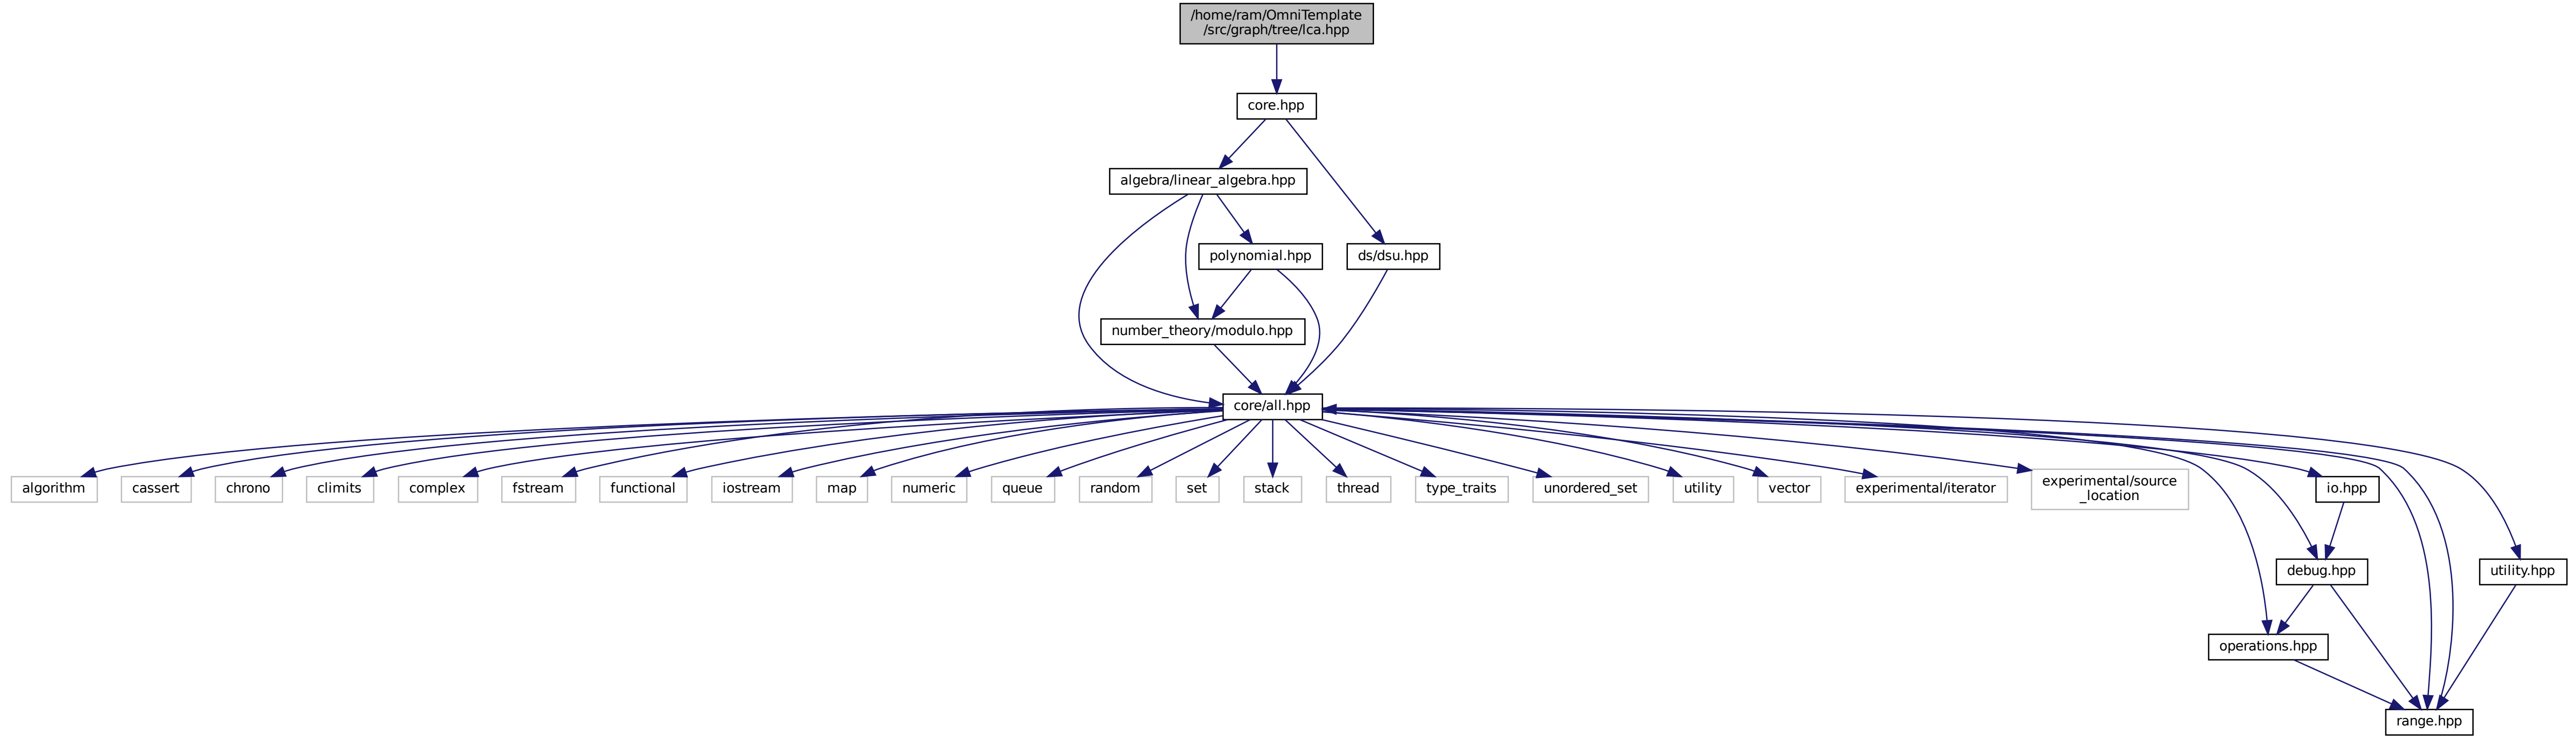 /home/ram/OmniTemplate
/src/graph/tree/lca.hpp
core.hpp
algebra/linear_algebra.hpp
polynomial.hpp
ds/dsu.hpp
number_theory/modulo.hpp
core/all.hpp
algorithm
cassert
chrono
climits
complex
fstream
functional
iostream
map
numeric
queue
random
set
stack
thread
type_traits
unordered_set
utility
vector
experimental/iterator
experimental/source
_location
io.hpp
debug.hpp
utility.hpp
operations.hpp
range.hpp